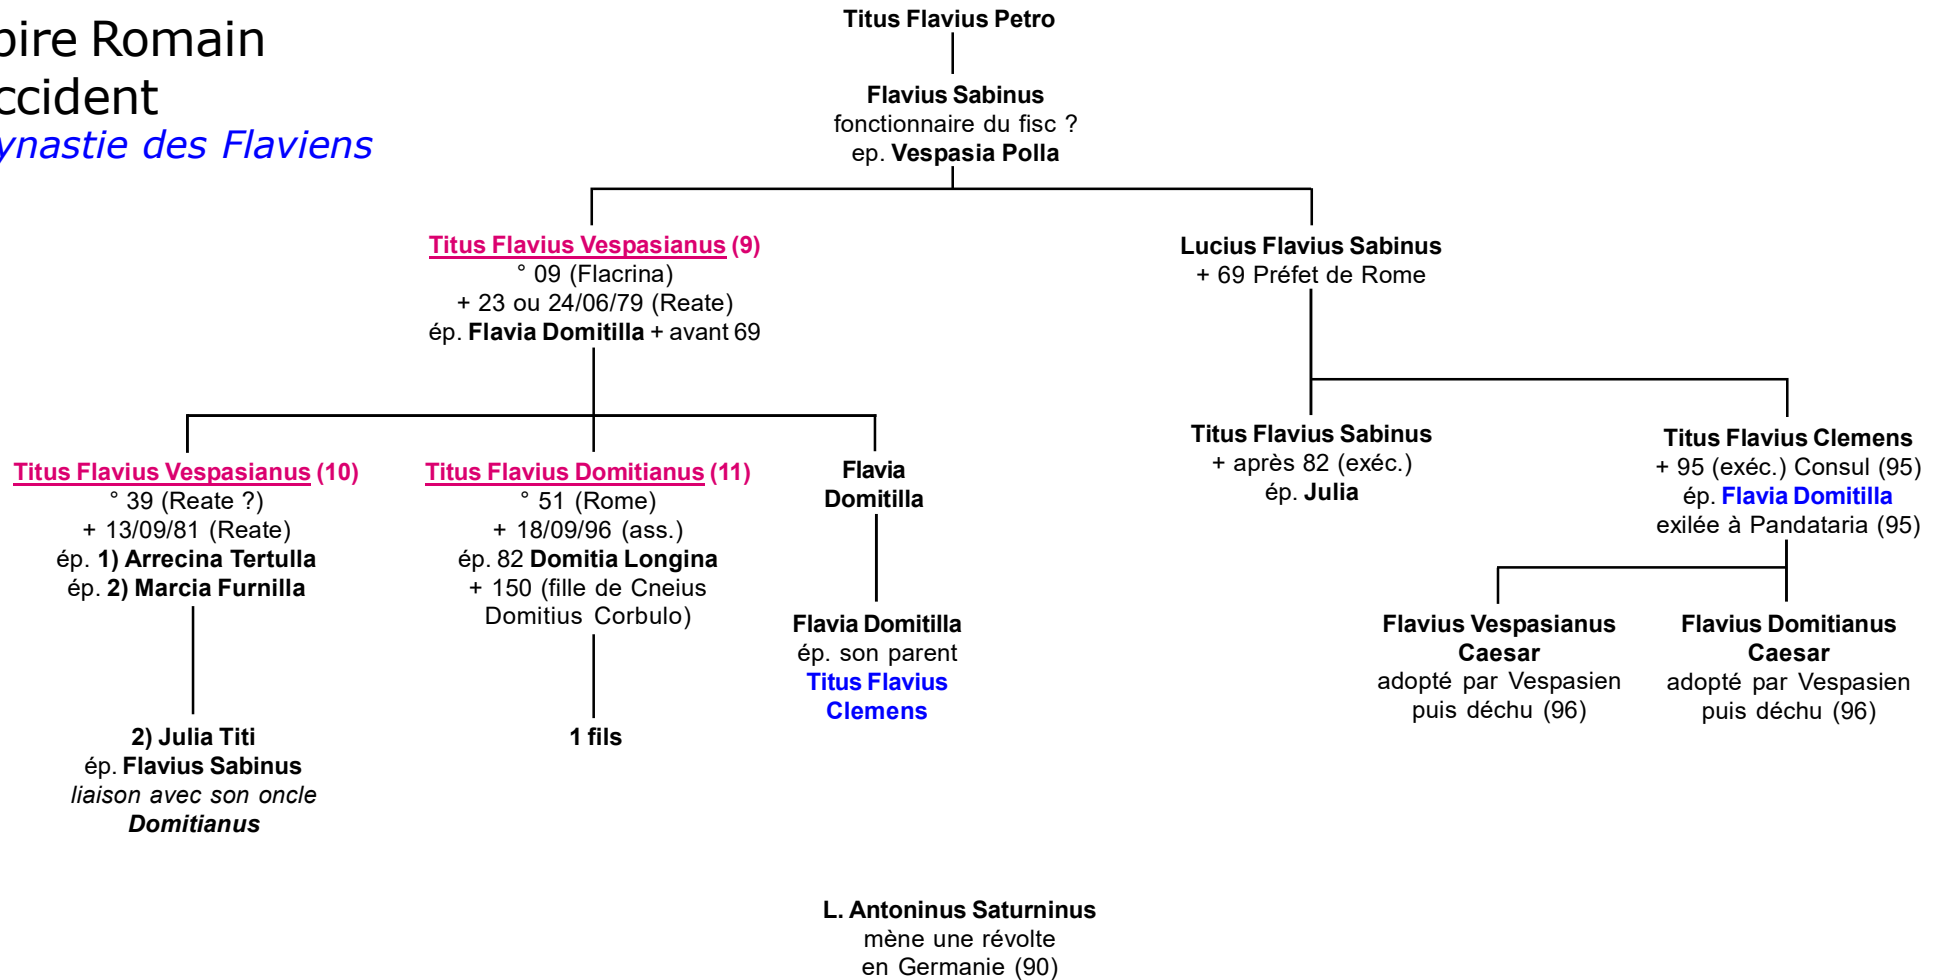 pire Romain
ccident
ynastie des Flaviens
Titus Flavius Petro
Flavius Sabinus
fonctionnaire du fisc ?
ep. Vespasia Polla
Titus Flavius Vespasianus (9)
° 09 (Flacrina)
+ 23 ou 24/06/79 (Reate)
ép. Flavia Domitilla + avant 69
Lucius Flavius Sabinus
+ 69 Préfet de Rome
Titus Flavius Vespasianus (10)
° 39 (Reate ?)
+ 13/09/81 (Reate)
ép. 1) Arrecina Tertulla
ép. 2) Marcia Furnilla
Titus Flavius Domitianus (11)
° 51 (Rome)
+ 18/09/96 (ass.)
ép. 82 Domitia Longina
+ 150 (fille de Cneius
Domitius Corbulo)
Flavia
Domitilla
Titus Flavius Sabinus
+ après 82 (exéc.)
ép. Julia
Titus Flavius Clemens
+ 95 (exéc.) Consul (95)
ép. Flavia Domitilla
exilée à Pandataria (95)
2) Julia Titi
ép. Flavius Sabinus
liaison avec son oncle
Domitianus
1 fils
Flavia Domitilla
ép. son parent
Titus Flavius
Clemens
Flavius Vespasianus
Caesar
adopté par Vespasien
puis déchu (96)
Flavius Domitianus
Caesar
adopté par Vespasien
puis déchu (96)
L. Antoninus Saturninus
mène une révolte
en Germanie (90)